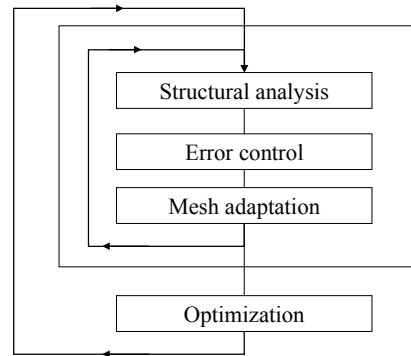 Structural analysis
Error control
Mesh adaptation
Optimization